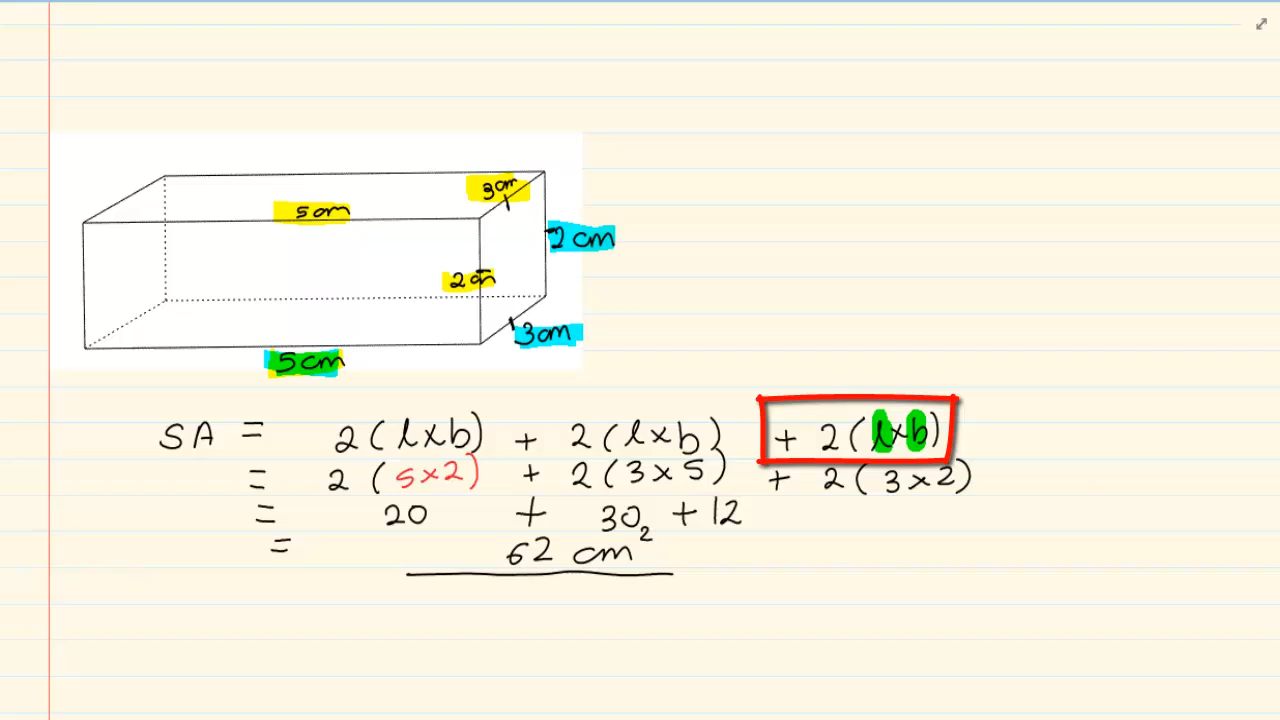 3cm
5cm
2cm
2cm
3cm
5cm
SA = 2(l×b) + 2(l×b) + 2(l×b)
= 2(5×2) + 2(3×5) + 2(3×2)
= 20 + 30 + 12
= 62 cm²